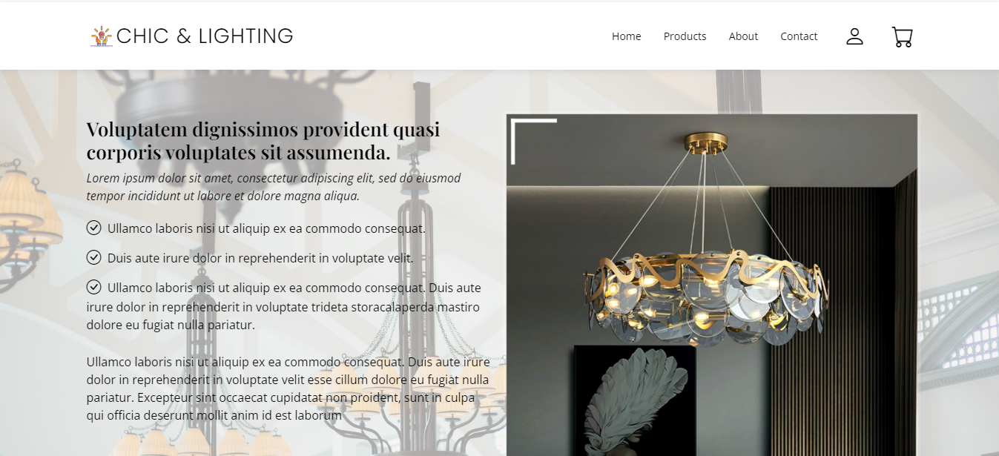 CHIC & LIGHTING
Home Products About Contact
Voluptatem dignissimos provident quasi
corporis voluptates sit assumenda.
Lorem ipsum dolor sit amet, consectetur adipiscing elit, sed do eiusmod
tempor incididunt ut labore et dolore magna aliqua.
Ullamco laboris nisi ut aliquip ex ea commodo consequat.
Duis aute irure dolor in reprehenderit in voluptate velit.
Ullamco laboris nisi ut aliquip ex ea commodo consequat. Duis aute
irure dolor in reprehenderit in voluptate trideta storacalaperda mastiro
dolore eu fugiat nulla pariatur.
Ullamco laboris nisi ut aliquip ex ea commodo consequat. Duis aute irure
dolor in reprehenderit in voluptate velit esse cillum dolore eu fugiat nulla
pariatur. Excepteur sint occaecat cupidatat non proident, sunt in culpa
qui officia deserunt mollit anim id est laborum